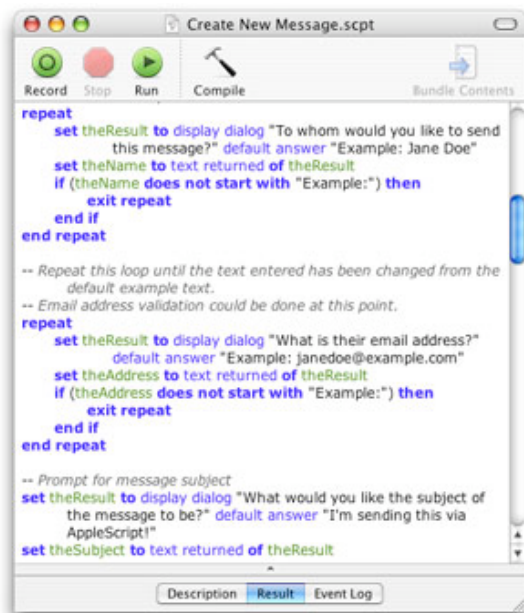 Create New Message.scpt
Record Stop Run Compile Bundle Contents
repeat
set theResult to display dialog "To whom would you like to send
this message?" default answer "Example: Jane Doe"
set theName to text returned of theResult
if (theName does not start with "Example:") then
exit repeat
end if
end repeat
-- Repeat this loop until the text entered has been changed from the
default example text.
-- Email address validation could be done at this point.
repeat
set theResult to display dialog "What is their email address?"
default answer "Example: janedoe@example.com"
set theAddress to text returned of theResult
if (theAddress does not start with "Example:") then
exit repeat
end if
end repeat
-- Prompt for message subject
set theResult to display dialog "What would you like the subject of
the message to be?" default answer "I'm sending this via
AppleScript!"
set theSubject to text returned of theResult
Description Result Event Log